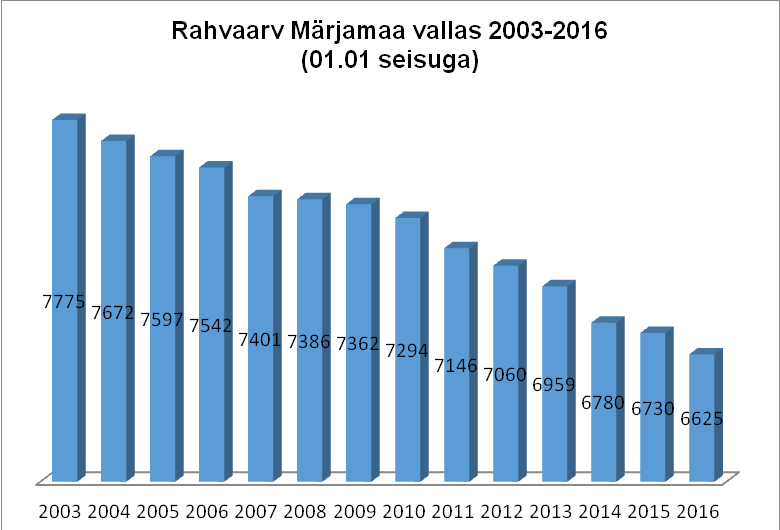 Rahvaarv Märjamaa vallas 2003-2016
(01.01 seisuga)
7775 7672 7597 7542 7401 7386 7362 7294 7146 7060 6959 6780 6730 6625
2003 2004 2005 2006 2007 2008 2009 2010 2011 2012 2013 2014 2015 2016